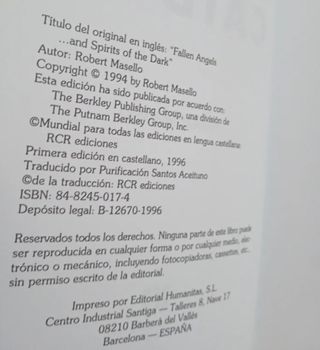 Título del original en inglés: "Fallen Angels
...and Spirits of the Dark"
Autor: Robert Masello
Copyright © 1994 by Robert Masello
Esta edición ha sido publicada por acuerdo con:
The Berkley Publishing Group, una división de
The Putnam Berkley Group, Inc.
©Mundial para todas las ediciones en lengua castellana:
RCR ediciones
Primera edición en castellano, 1996
Traducido por Purificación Santos Aceituno
©de la traducción: RCR ediciones
ISBN: 84-8245-017-4
Depósito legal: B-12670-1996
Reservados todos los derechos. Ninguna parte de este libro puede
ser reproducida en cualquier forma o por cualquier medio, elec-
trónico o mecánico, incluyendo fotocopiadoras, cassettes, etc.,
sin permiso escrito de la editorial.
Impreso por Editorial Humanitas, S.L
Centro Industrial Santiga — Talleres 8, Nave 17
08210 Barberá del Vallés
Barcelona — ESPAÑA